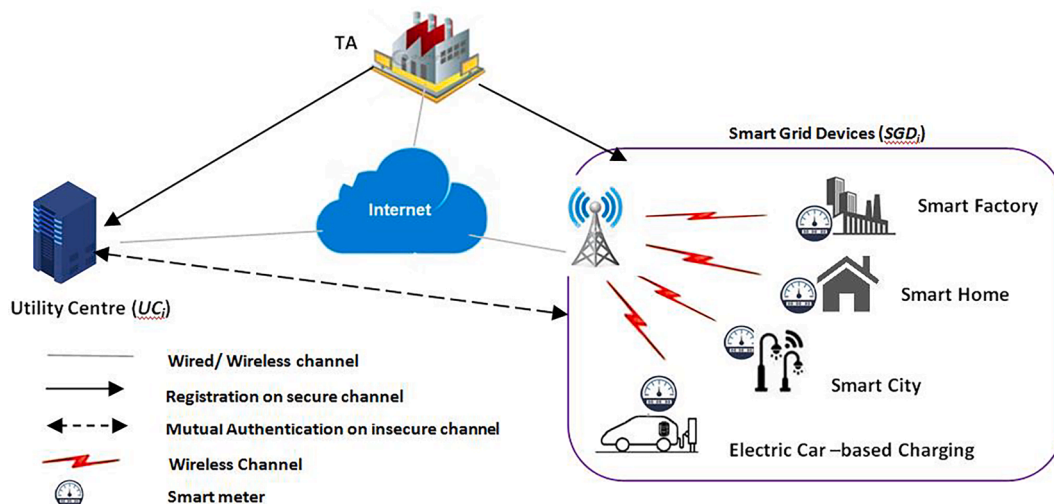 TA
Smart Grid Devices (SGDj)
Internet
Smart Factory
Smart Home
Utility Centre (UCi)
Wired/ Wireless channel
Smart City
Registration on secure channel
Mutual Authentication on insecure channel
Electric Car –based Charging
Wireless Channel
Smart meter